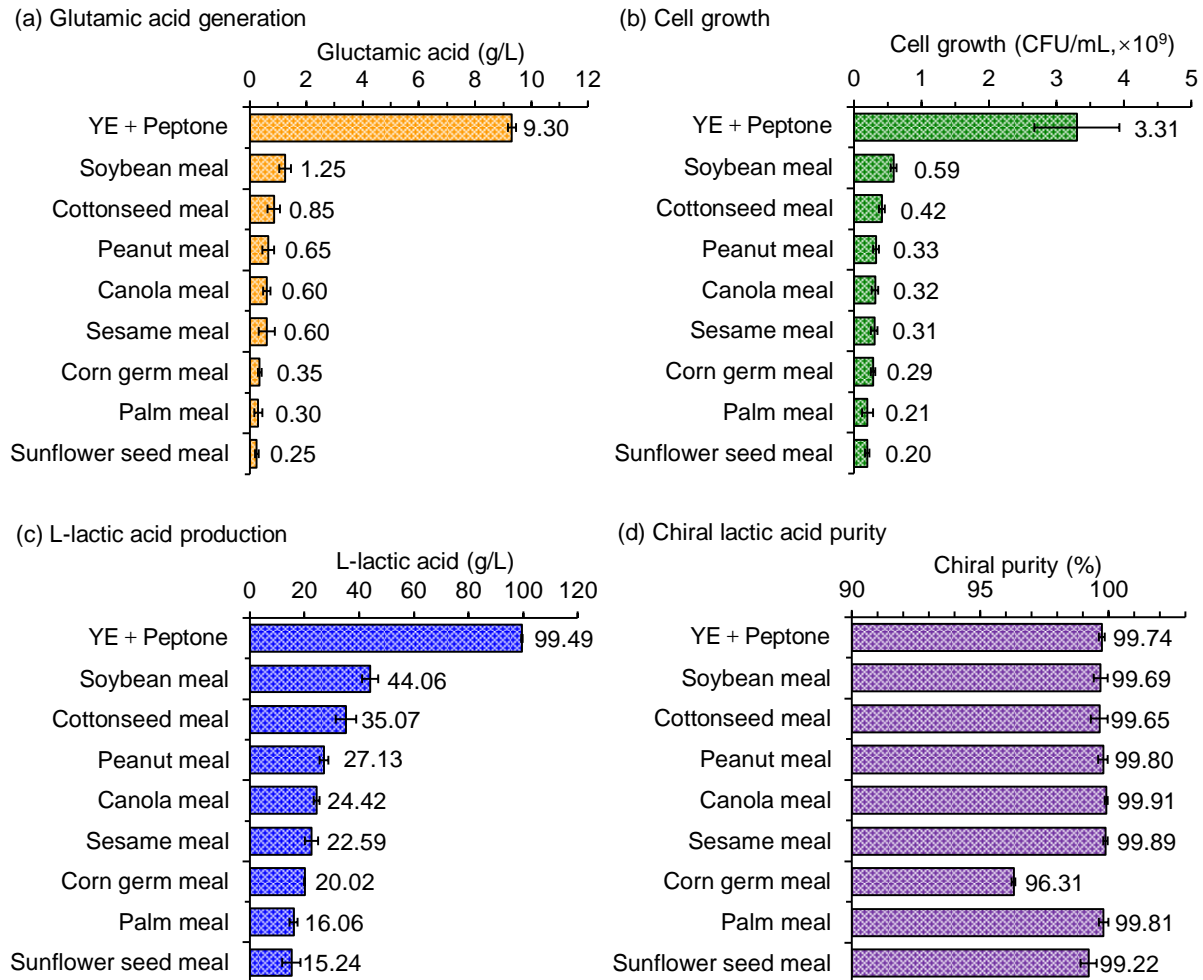 (a) Glutamic acid generation
Gluctamic acid (g/L)
0 2 4 6 8 10 12
YE + Peptone 9.30
Soybean meal 1.25
Cottonseed meal 0.85
Peanut meal 0.65
Canola meal 0.60
Sesame meal 0.60
Corn germ meal 0.35
Palm meal 0.30
Sunflower seed meal 0.25
(b) Cell growth
Cell growth (CFU/mL,×10⁹)
0 1 2 3 4 5
YE + Peptone 3.31
Soybean meal 0.59
Cottonseed meal 0.42
Peanut meal 0.33
Canola meal 0.32
Sesame meal 0.31
Corn germ meal 0.29
Palm meal 0.21
Sunflower seed meal 0.20
(c) L-lactic acid production
L-lactic acid (g/L)
0 20 40 60 80 100 120
YE + Peptone 99.49
Soybean meal 44.06
Cottonseed meal 35.07
Peanut meal 27.13
Canola meal 24.42
Sesame meal 22.59
Corn germ meal 20.02
Palm meal 16.06
Sunflower seed meal 15.24
(d) Chiral lactic acid purity
Chiral purity (%)
90 95 100
YE + Peptone 99.74
Soybean meal 99.69
Cottonseed meal 99.65
Peanut meal 99.80
Canola meal 99.91
Sesame meal 99.89
Corn germ meal 96.31
Palm meal 99.81
Sunflower seed meal 99.22